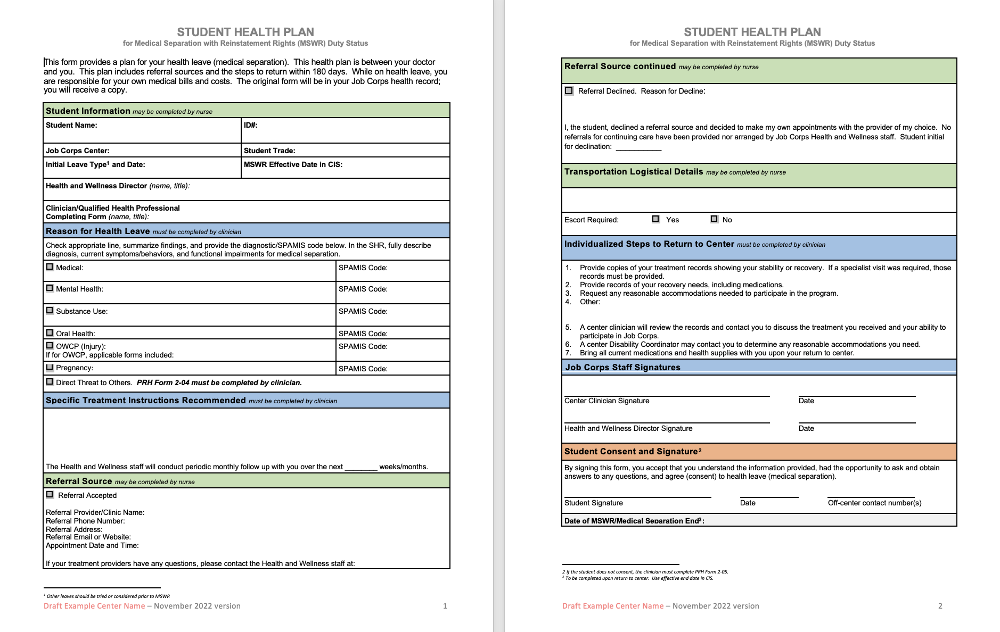 STUDENT HEALTH PLAN
for Medical Separation with Reinstatement Rights (MSWR) Duty Status
This form provides a plan for your health leave (medical separation).  This health plan is between your doctor
and you.  This plan includes referral sources and the steps to return within 180 days.  While on health leave, you
are responsible for your own medical bills and costs.  The original form will be in your Job Corps health record;
you will receive a copy.
Student Information may be completed by nurse
Student Name:
ID#:
Job Corps Center:
Student Trade:
Initial Leave Type¹ and Date:
MSWR Effective Date in CIS:
Health and Wellness Director (name, title):
Clinician/Qualified Health Professional
Completing Form (name, title):
Reason for Health Leave must be completed by clinician
Check appropriate line, summarize findings, and provide the diagnostic/SPAMIS code below. In the SHR, fully describe
diagnosis, current symptoms/behaviors, and functional impairments for medical separation.
Medical:
SPAMIS Code:
Mental Health:
SPAMIS Code:
Substance Use:
SPAMIS Code:
Oral Health:
SPAMIS Code:
OWCP (Injury):
SPAMIS Code:
If for OWCP, applicable forms included:
Pregnancy:
SPAMIS Code:
Direct Threat to Others.  PRH Form 2-04 must be completed by clinician.
Specific Treatment Instructions Recommended must be completed by clinician
The Health and Wellness staff will conduct periodic monthly follow up with you over the next ________ weeks/months.
Referral Source may be completed by nurse
Referral Accepted
Referral Provider/Clinic Name:
Referral Phone Number:
Referral Address:
Referral Email or Website:
Appointment Date and Time:
If your treatment providers have any questions, please contact the Health and Wellness staff at:
¹ Other leaves should be tried or considered prior to MSWR
Draft Example Center Name – November 2022 version
1
STUDENT HEALTH PLAN
for Medical Separation with Reinstatement Rights (MSWR) Duty Status
Referral Source continued may be completed by nurse
Referral Declined.  Reason for Decline:
I, the student, declined a referral source and decided to make my own appointments with the provider of my choice.  No
referrals for continuing care have been provided nor arranged by Job Corps Health and Wellness staff.  Student initial
for declination:  ___________
Transportation Logistical Details may be completed by nurse
Escort Required:
Yes
No
Individualized Steps to Return to Center must be completed by clinician
1. Provide copies of your treatment records showing your stability or recovery.  If a specialist visit was required, those
records must be provided.
2. Provide records of your recovery needs, including medications.
3. Request any reasonable accommodations needed to participate in the program.
4. Other:
5. A center clinician will review the records and contact you to discuss the treatment you received and your ability to
participate in Job Corps.
6. A center Disability Coordinator may contact you to determine any reasonable accommodations you need.
7. Bring all current medications and health supplies with you upon your return to center.
Job Corps Staff Signatures
Center Clinician Signature
Date
Health and Wellness Director Signature
Date
Student Consent and Signature²
By signing this form, you accept that you understand the information provided, had the opportunity to ask and obtain
answers to any questions, and agree (consent) to health leave (medical separation).
Student Signature
Date
Off-center contact number(s)
Date of MSWR/Medical Separation End³:
2 If the student does not consent, the clinician must complete PRH Form 2-05.
³ To be completed upon return to center.  Use effective end date in CIS.
Draft Example Center Name – November 2022 version
2